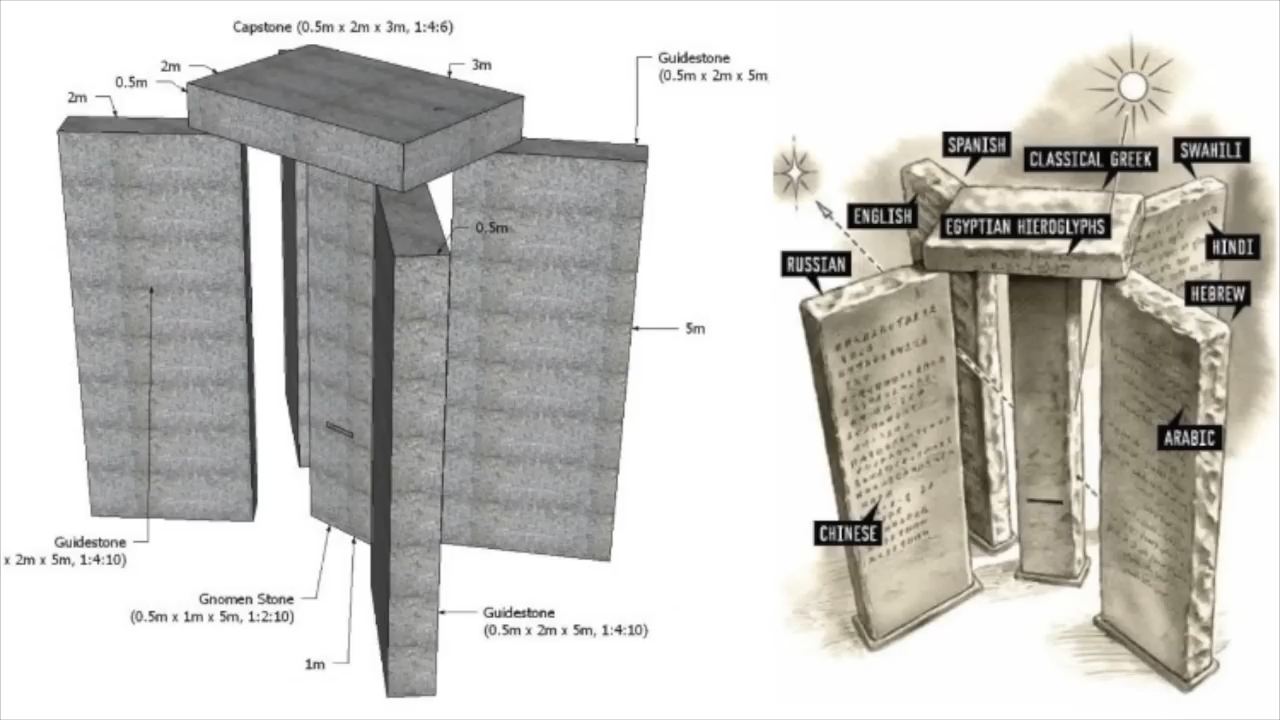 Capstone (0.5m x 2m x 3m, 1:4:6)
2m
3m
0.5m
2m
Guidestone
(0.5m x 2m x 5m
0.5m
5m
Guidestone
x 2m x 5m, 1:4:10)
Gnomen Stone
(0.5m x 1m x 5m, 1:2:10)
Guidestone
(0.5m x 2m x 5m, 1:4:10)
1m
SPANISH
CLASSICAL GREEK
SWAHILI
ENGLISH
EGYPTIAN HIEROGLYPHS
HINDI
RUSSIAN
HEBREW
ARABIC
CHINESE